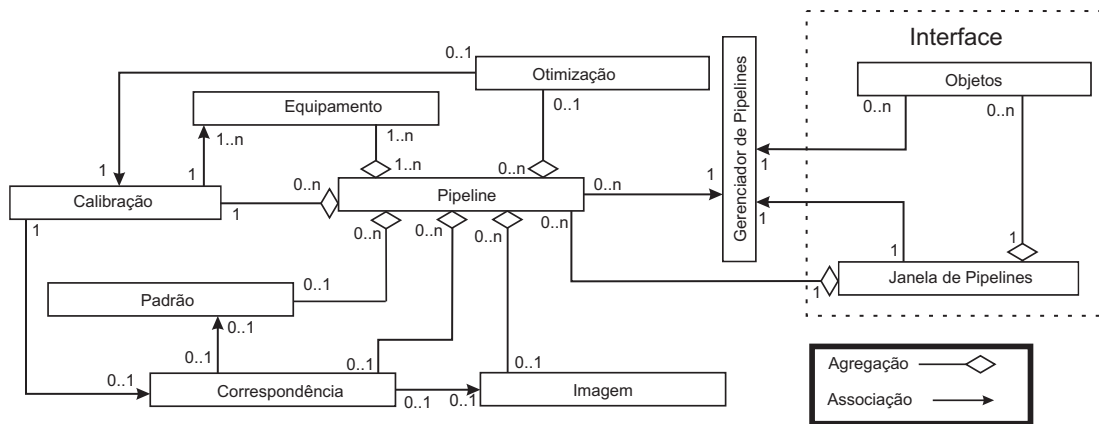 Interface
0..1
Otimização
Objetos
0..1
0..n
0..n
Equipamento
1..n
1..n
1..n
0..n
Gerenciador de Pipelines
1
1
1
0..n
Pipeline
0..n
1
Calibração
1
0..n
1
1
0..n
0..n
0..n
1
1
Janela de Pipelines
1
Padrão
0..1
0..1
0..1
0..1
0..1
0..1
Correspondência
0..1
0..1
Imagem
Agregação
Associação